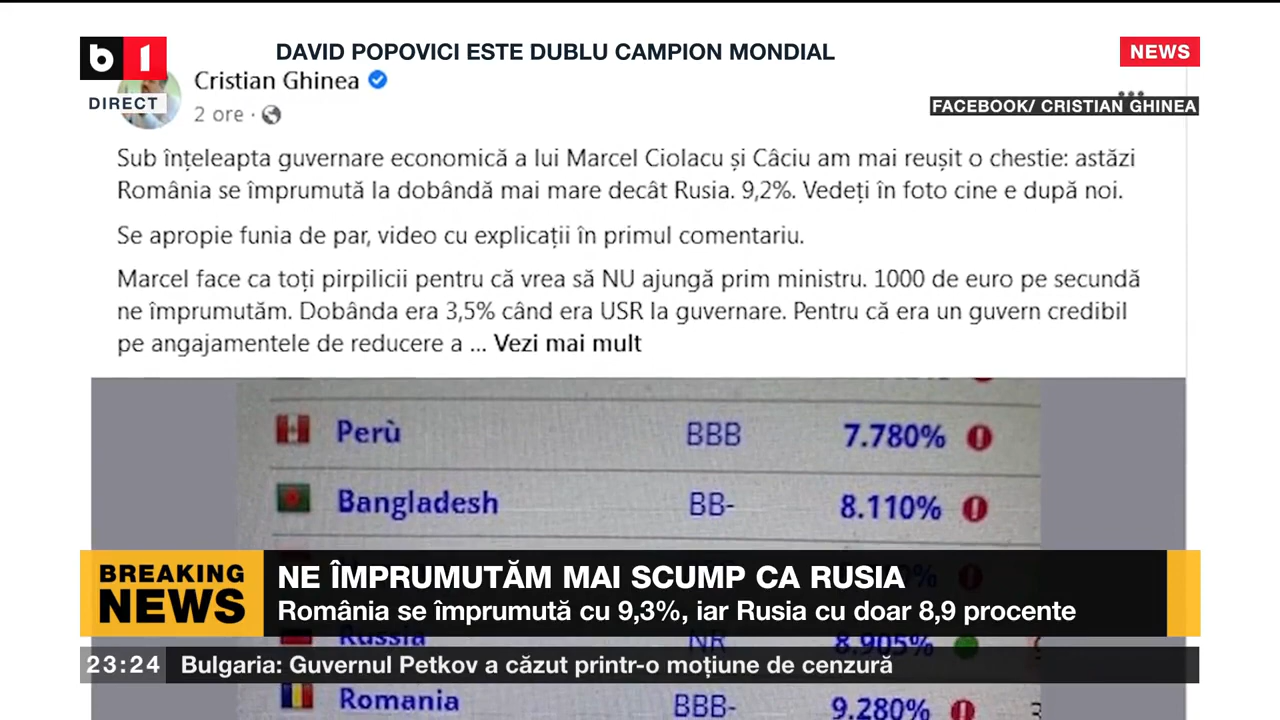 b1
DIRECT
DAVID POPOVICI ESTE DUBLU CAMPION MONDIAL
NEWS
Cristian Ghinea
2 ore
FACEBOOK/ CRISTIAN GHINEA
Sub înțeleapta guvernare economică a lui Marcel Ciolacu și Câciu am mai reușit o chestie: astăzi
România se împrumută la dobândă mai mare decât Rusia. 9,2%. Vedeți în foto cine e după noi.
Se apropie funia de par, video cu explicații în primul comentariu.
Marcel face ca toți pirpilicii pentru că vrea să NU ajungă prim ministru. 1000 de euro pe secundă
ne împrumutăm. Dobânda era 3,5% când era USR la guvernare. Pentru că era un guvern credibil
pe angajamentele de reducere a ... Vezi mai mult
Perù BBB 7.780%
Bangladesh BB- 8.110%
BREAKING
NEWS
NE ÎMPRUMUTĂM MAI SCUMP CA RUSIA
România se împrumută cu 9,3%, iar Rusia cu doar 8,9 procente
Russia NR 8.905%
23:24 Bulgaria: Guvernul Petkov a căzut printr-o moțiune de cenzură
Romania BBB- 9.280%